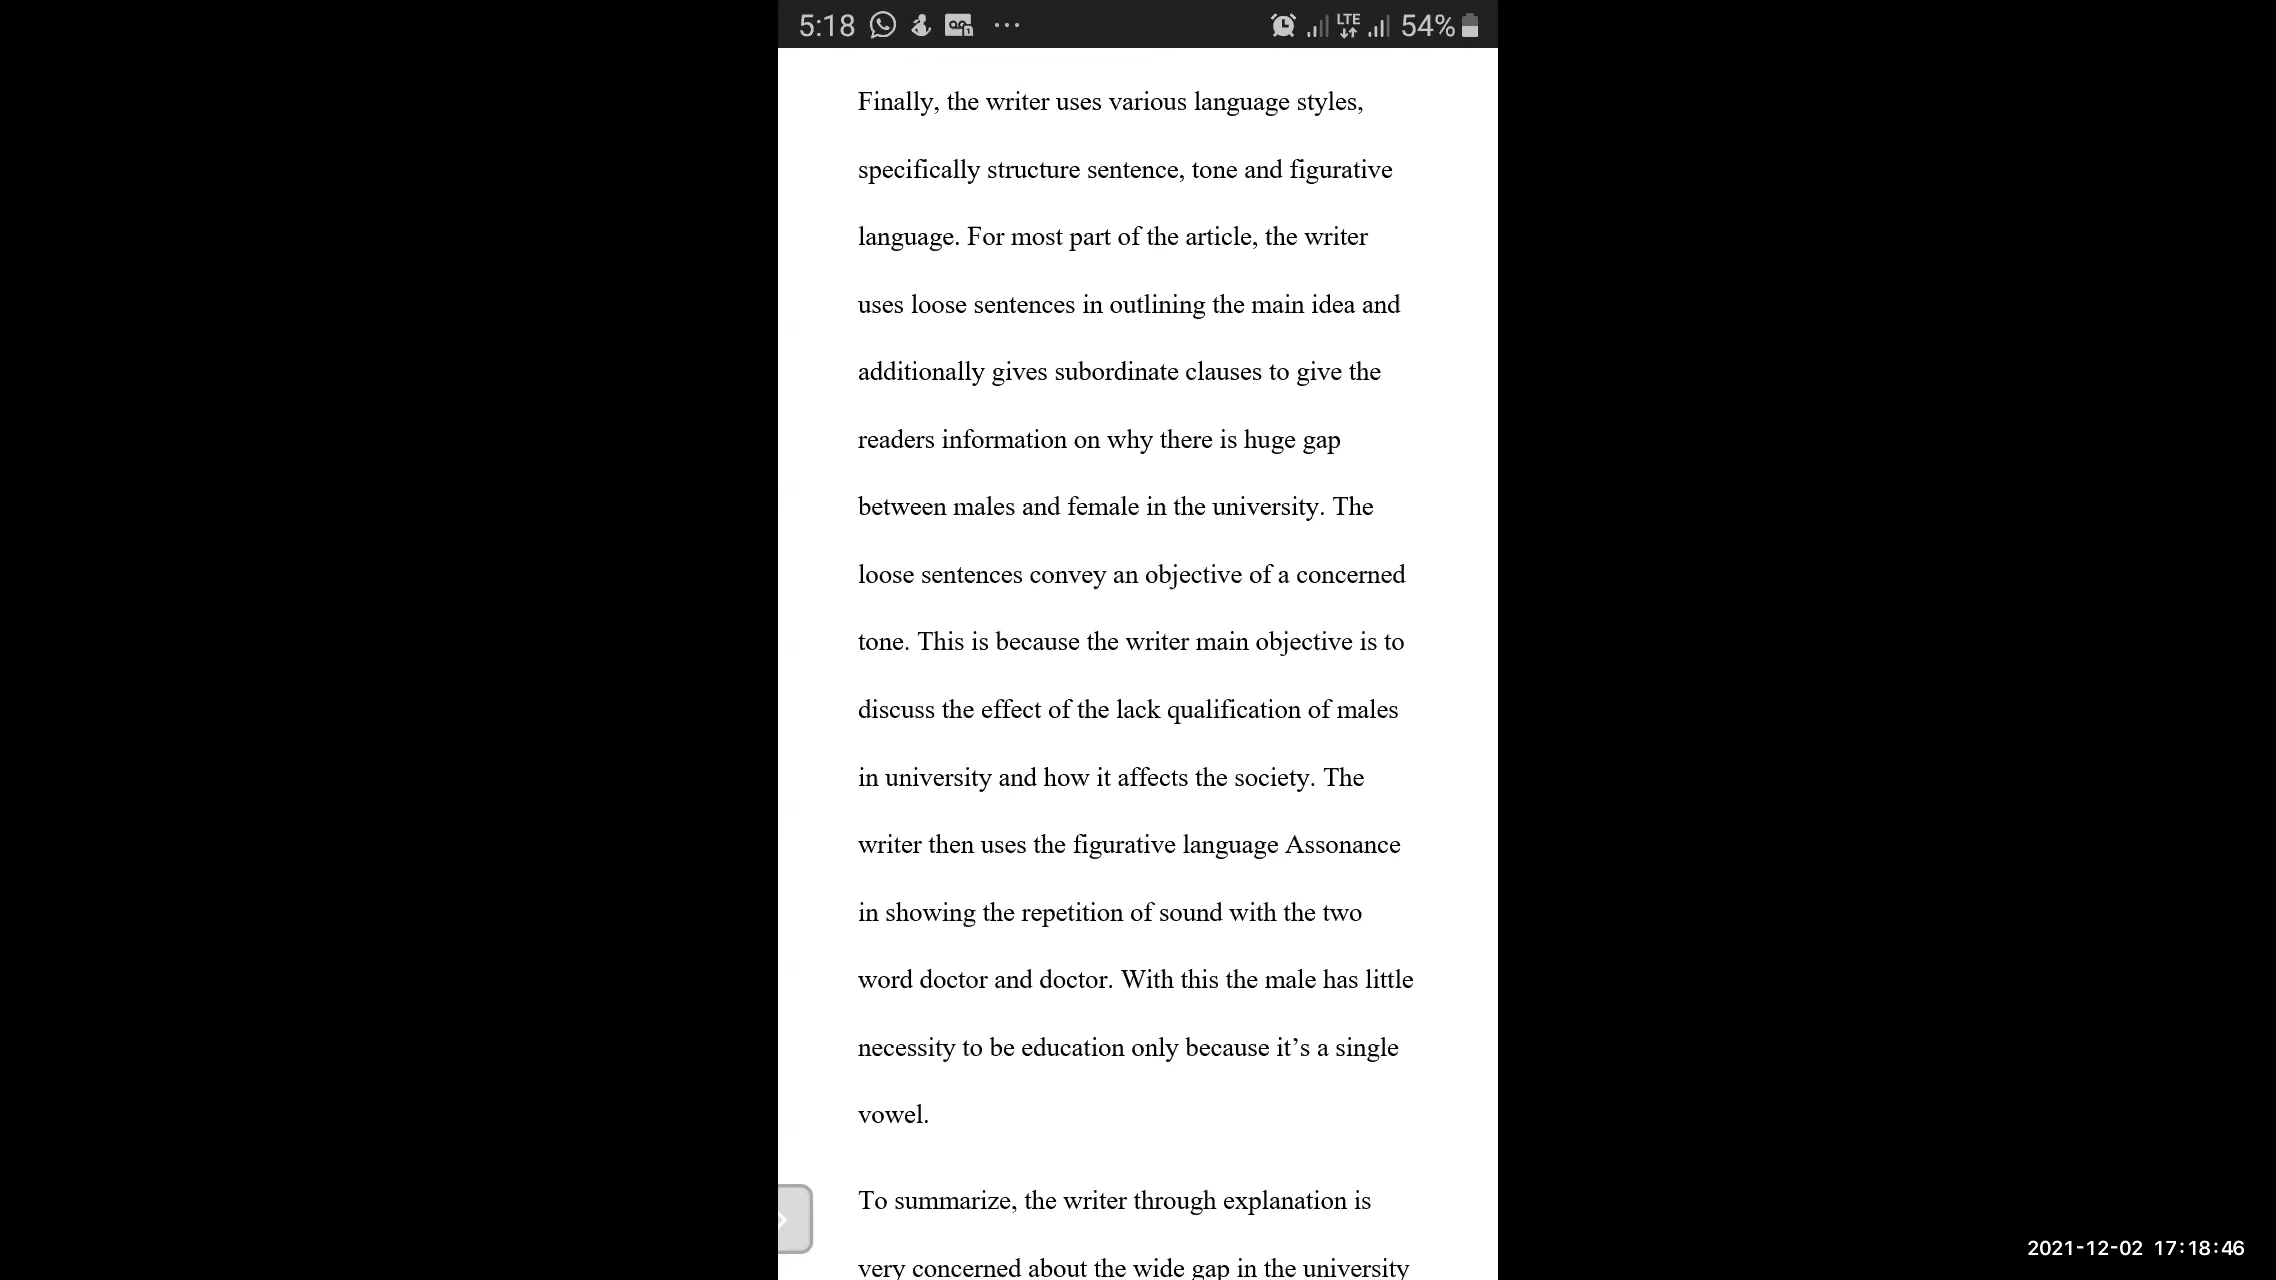 5:18 LTE 54%
Finally, the writer uses various language styles,
specifically structure sentence, tone and figurative
language. For most part of the article, the writer
uses loose sentences in outlining the main idea and
additionally gives subordinate clauses to give the
readers information on why there is huge gap
between males and female in the university. The
loose sentences convey an objective of a concerned
tone. This is because the writer main objective is to
discuss the effect of the lack qualification of males
in university and how it affects the society. The
writer then uses the figurative language Assonance
in showing the repetition of sound with the two
word doctor and doctor. With this the male has little
necessity to be education only because it’s a single
vowel.
To summarize, the writer through explanation is
very concerned about the wide gap in the university
2021-12-02 17:18:46